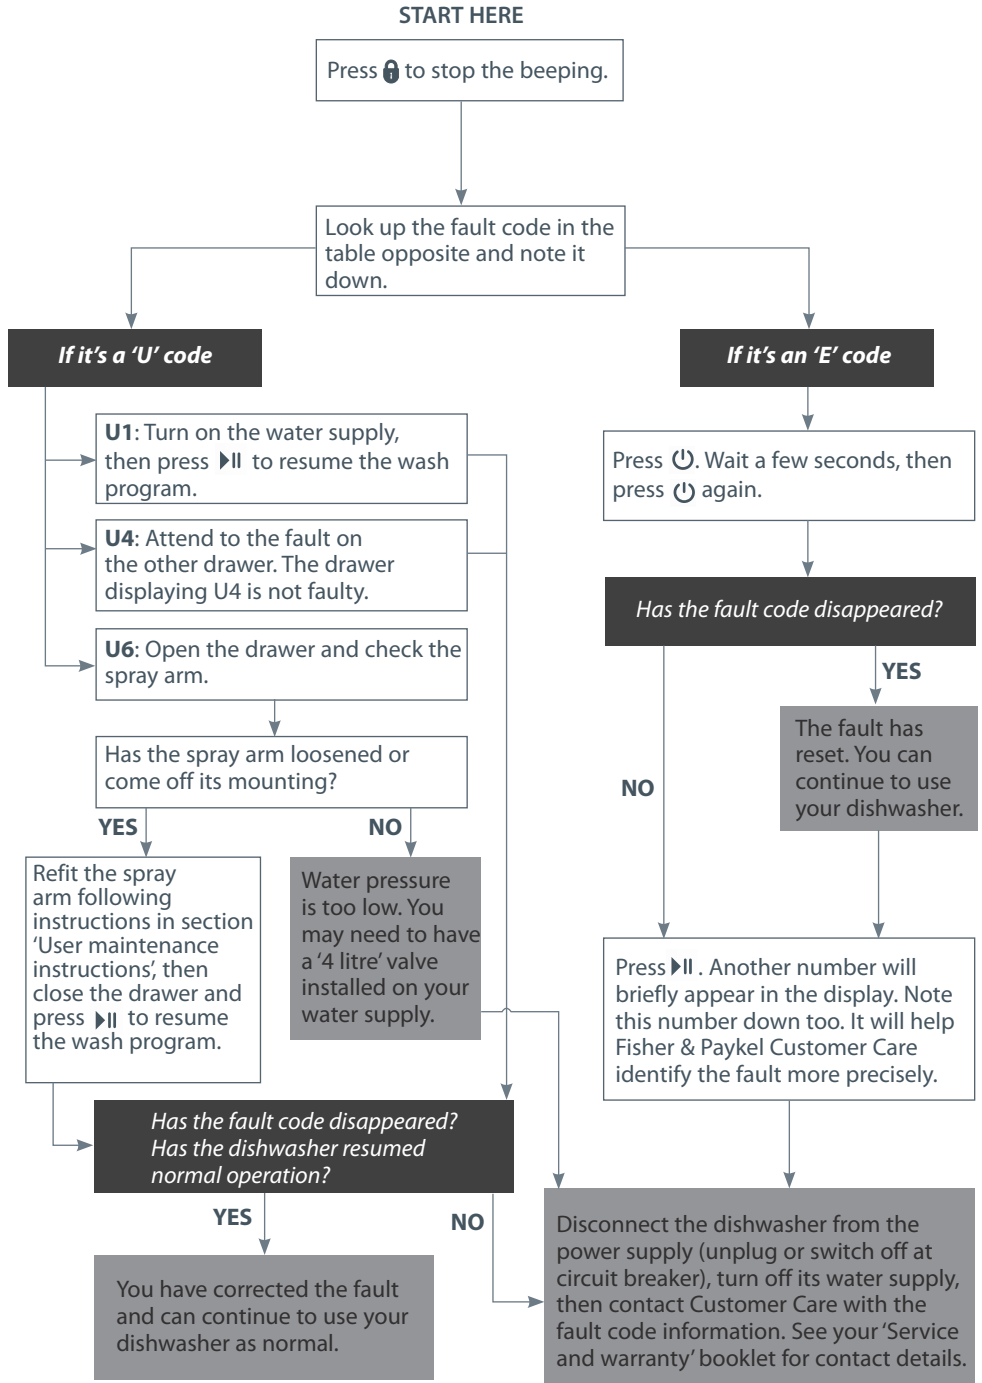 START HERE
Press to stop the beeping.
Look up the fault code in the
table opposite and note it
down.
If it's a ‘U’ code
U1: Turn on the water supply,
then press to resume the wash
program.
U4: Attend to the fault on
the other drawer. The drawer
displaying U4 is not faulty.
U6: Open the drawer and check the
spray arm.
Has the spray arm loosened or
come off its mounting?
YES
NO
Refit the spray
arm following
instructions in section
‘User maintenance
instructions’, then
close the drawer and
press to resume
the wash program.
Water pressure
is too low. You
may need to have
a ‘4 litre’ valve
installed on your
water supply.
Has the fault code disappeared?
Has the dishwasher resumed
normal operation?
YES
NO
You have corrected the fault
and can continue to use your
dishwasher as normal.
If it's an ‘E’ code
Press . Wait a few seconds, then
press again.
Has the fault code disappeared?
YES
NO
The fault has
reset. You can
continue to use
your dishwasher.
Press . Another number will
briefly appear in the display. Note
this number down too. It will help
Fisher & Paykel Customer Care
identify the fault more precisely.
Disconnect the dishwasher from the
power supply (unplug or switch off at
circuit breaker), turn off its water supply,
then contact Customer Care with the
fault code information. See your ‘Service
and warranty’ booklet for contact details.